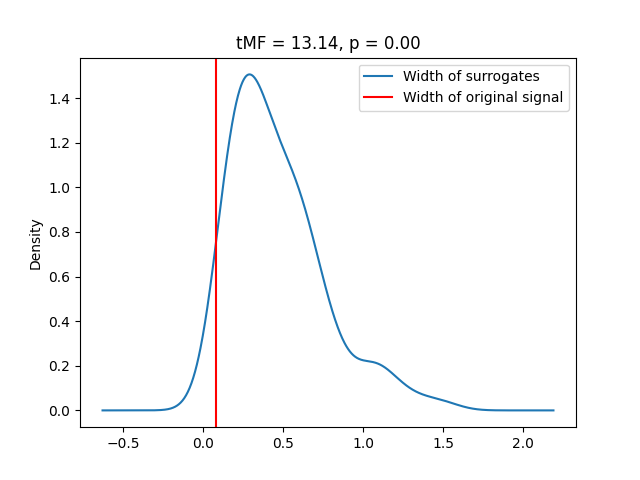 tMF = 13.14, p = 0.00
Width of surrogates
Width of original signal
Density
1.4
1.2
1.0
0.8
0.6
0.4
0.2
0.0
−0.5 0.0 0.5 1.0 1.5 2.0